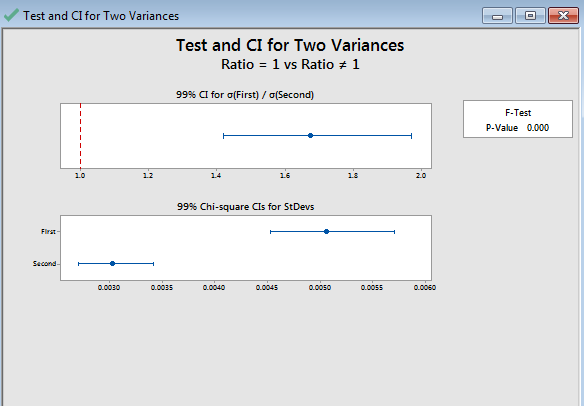 Test and CI for Two Variances
Test and CI for Two Variances
Ratio = 1 vs Ratio ≠ 1
99% CI for σ(First) / σ(Second)
F-Test
P-Value 0.000
1.0 1.2 1.4 1.6 1.8 2.0
99% Chi-square CIs for StDevs
First
Second
0.0030 0.0035 0.0040 0.0045 0.0050 0.0055 0.0060